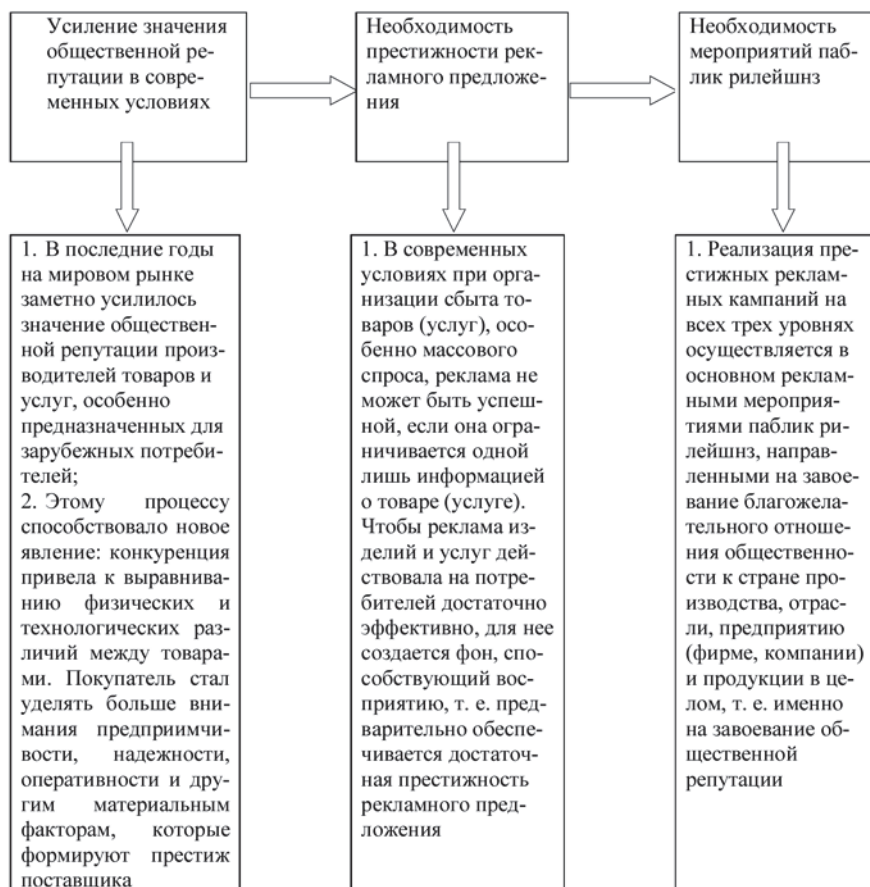 Усиление значения
общественной ре-
путации в совре-
менных условиях
Необходимость
престижности рек-
ламного предложе-
ния
Необходимость
мероприятий паб-
лик рилейшнз
1. В последние годы
на мировом рынке
заметно усилилось
значение обществен-
ной репутации произ-
водителей товаров и
услуг, особенно
предназначенных для
зарубежных потреби-
телей;
2. Этому процессу
способствовало новое
явление: конкуренция
привела к выравнива-
нию физических и
технологических раз-
личий между товара-
ми. Покупатель стал
уделять больше вни-
мания предприимчи-
вости, надежности,
оперативности и дру-
гим материальным
факторам, которые
формируют престиж
поставщика
1. В современных
условиях при орга-
низации сбыта то-
варов (услуг), осо-
бенно массового
спроса, реклама не
может быть успеш-
ной, если она огра-
ничивается одной
лишь информацией
о товаре (услуге).
Чтобы реклама из-
делий и услуг дей-
ствовала на потре-
бителей достаточно
эффективно, для нее
создается фон, спо-
собствующий вос-
приятию, т. е. пред-
варительно обеспе-
чивается достаточ-
ная престижность
рекламного пред-
ложения
1. Реализация пре-
стижных реклам-
ных кампаний на
всех трех уровнях
осуществляется в
основном реклам-
ными мероприя-
тиями паблик ри-
лейшнз, направ-
ленными на завое-
вание благожела-
тельного отноше-
ния общественно-
сти к стране про-
изводства, отрас-
ли, предприятию
(фирме, компании)
и продукции в це-
лом, т. е. именно
на завоевание об-
щественной
репутации